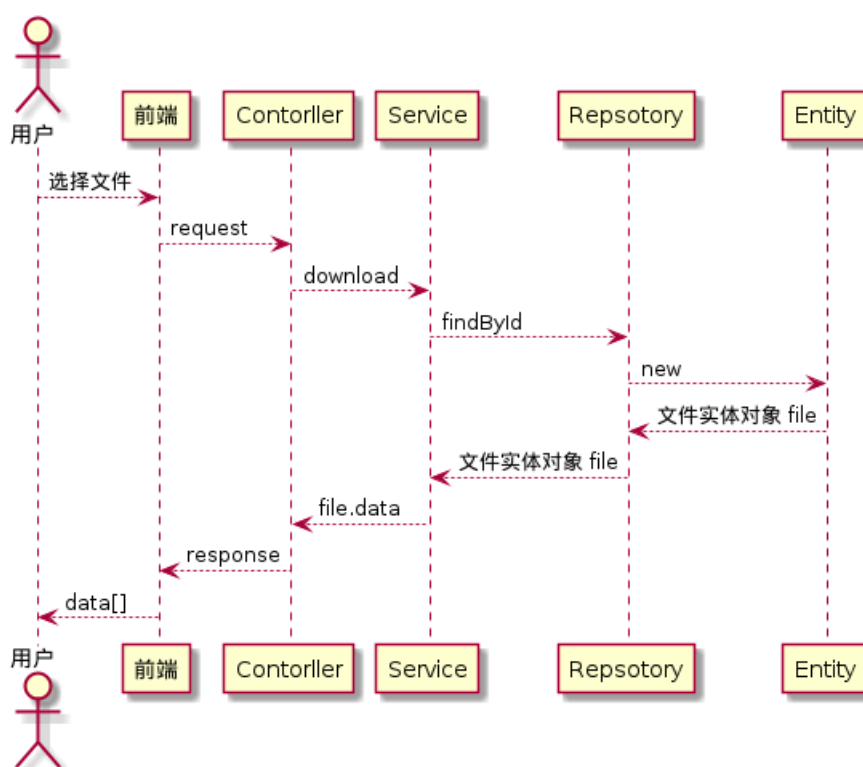 用户
前端
Contorller
Service
Repsotory
Entity
选择文件
request
download
findById
new
文件实体对象 file
文件实体对象 file
file.data
response
data[]
用户
前端
Contorller
Service
Repsotory
Entity